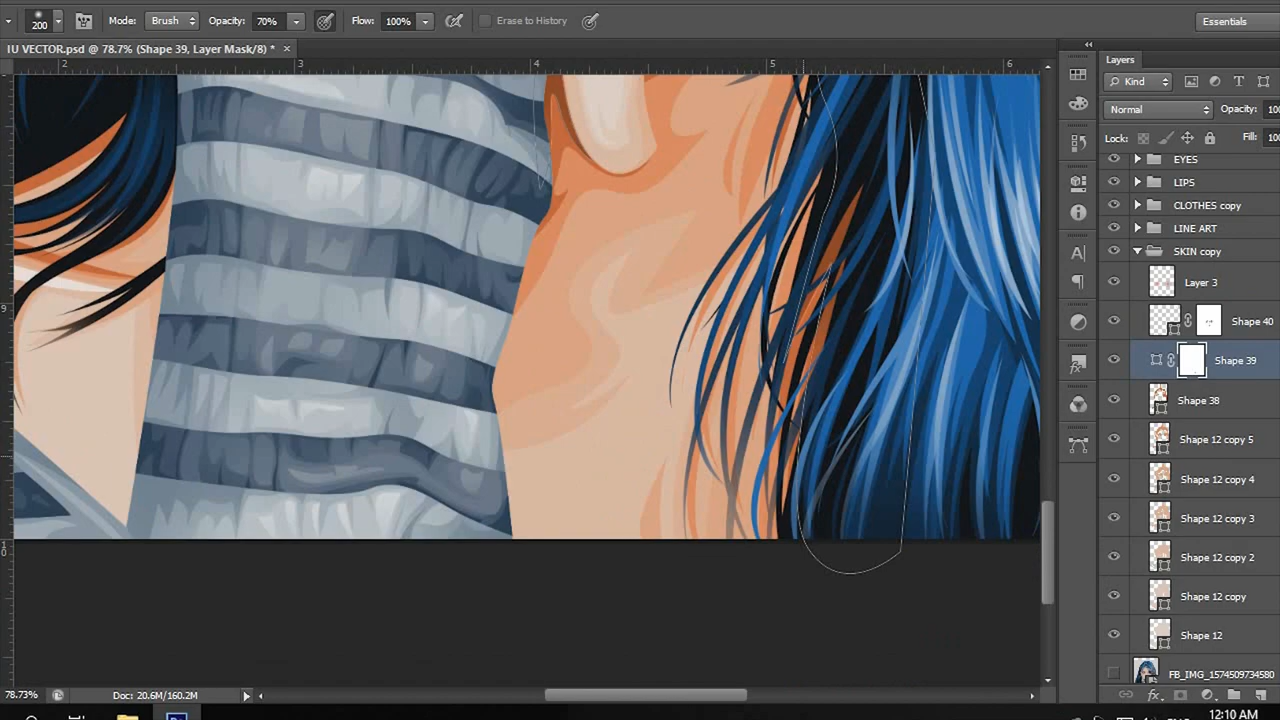 200 Mode: Brush Opacity: 70% Flow: 100% Erase to History Essentials
IU VECTOR.psd @ 78.7% (Shape 39, Layer Mask/8) * ×
2 3 4 5 6
9
10
Layers
Kind
Normal Opacity: 100
Lock: Fill: 100
EYES
LIPS
CLOTHES copy
LINE ART
SKIN copy
Layer 3
Shape 40
Shape 39
Shape 38
Shape 12 copy 5
Shape 12 copy 4
Shape 12 copy 3
Shape 12 copy 2
Shape 12 copy
Shape 12
FB_IMG_1574509734580
78.73% Doc: 20.6M/160.2M
12:10 AM